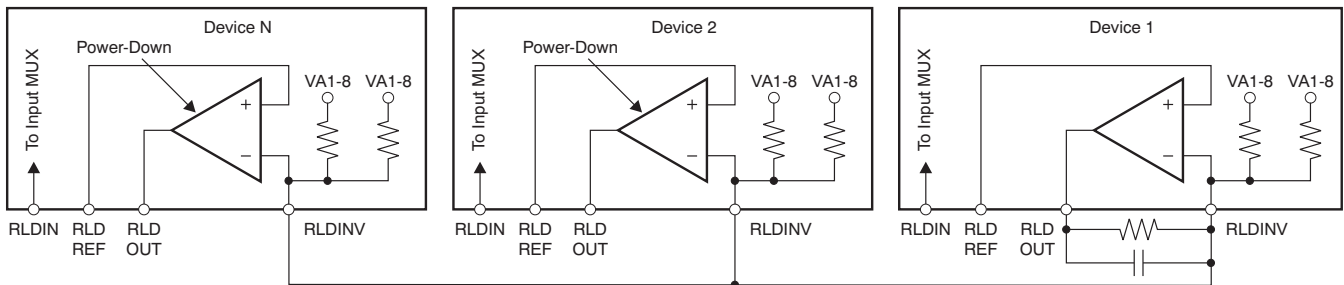 Device N
To Input MUX
Power-Down
VA1-8 VA1-8
+
−
RLDIN RLD REF RLD OUT RLDINV
Device 2
To Input MUX
Power-Down
VA1-8 VA1-8
+
−
RLDIN RLD REF RLD OUT RLDINV
Device 1
To Input MUX
VA1-8 VA1-8
+
−
RLDIN RLD REF RLD OUT RLDINV